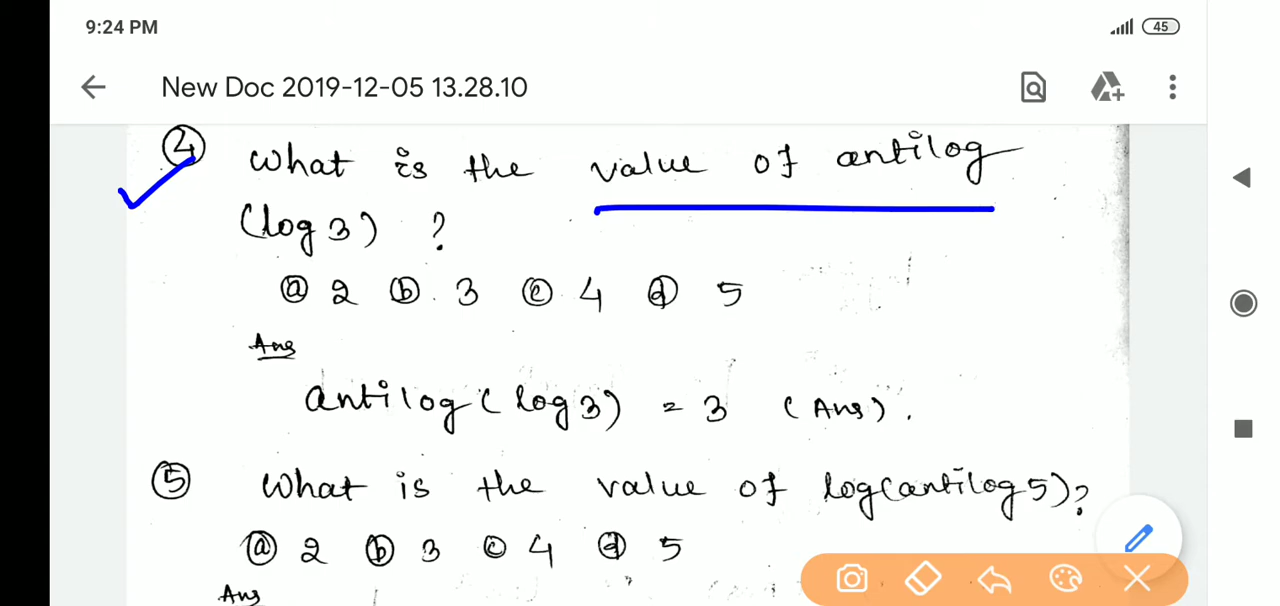 9:24 PM
45
New Doc 2019-12-05 13.28.10
④ What is the value of antilog
(log 3) ?
ⓐ 2 ⓑ. 3 ⓒ. 4 ⓓ 5
Ans
antilog (log 3) = 3 (Ans).
⑤ What is the value of log(antilog 5)?
ⓐ 2 ⓑ 3 ⓒ 4 ⓓ 5
Ans